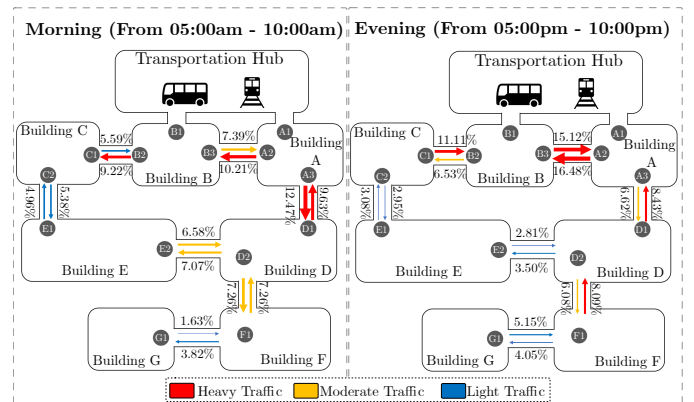 Morning (From 05:00am - 10:00am)
Transportation Hub
Building C
5.59%
7.39%
B1
A1
Building
A
C1
B2
B3
A2
9.22%
10.21%
Building B
C2
A3
4.96%
5.38%
12.47%
9.63%
E1
D1
6.58%
E2
D2
7.07%
Building E
Building D
7.26%
7.26%
1.63%
G1
F1
3.82%
Building G
Building F
Evening (From 05:00pm - 10:00pm)
Transportation Hub
Building C
11.11%
15.12%
B1
A1
Building
A
C1
B2
B3
A2
6.53%
16.48%
Building B
C2
A3
3.08%
2.95%
6.62%
8.43%
E1
D1
2.81%
E2
D2
3.50%
Building E
Building D
6.08%
8.09%
5.15%
G1
F1
4.05%
Building G
Building F
Heavy Traffic Moderate Traffic Light Traffic